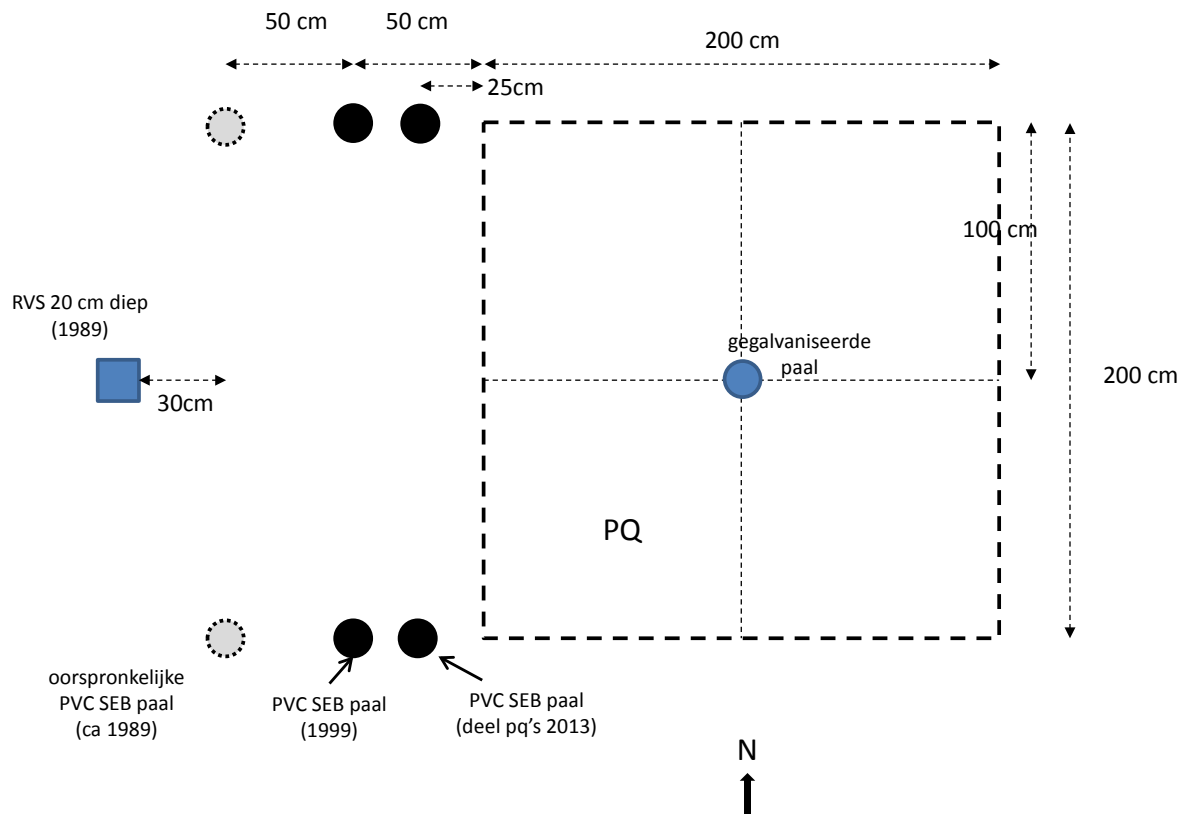 50 cm
50 cm
200 cm
25cm
100 cm
RVS 20 cm diep
(1989)
gegalvaniseerde
paal
200 cm
30cm
PQ
oorspronkelijke
PVC SEB paal
(ca 1989)
PVC SEB paal
(1999)
PVC SEB paal
(deel pq's 2013)
N